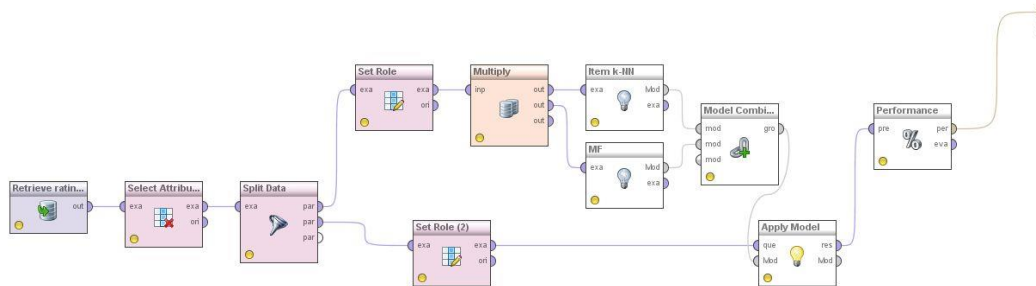 Set Role
exa exa
ori
Multiply
inp out
out
out
Item k-NN
exa Mod
exa
Model Combi...
mod gro
mod
mod
Performance
pre per
eva
MF
exa Mod
exa
Retrieve ratin...
out
Select Attribu...
exa exa
ori
Split Data
exa par
par
par
Set Role (2)
exa exa
ori
Apply Model
que res
Mod Mod
%